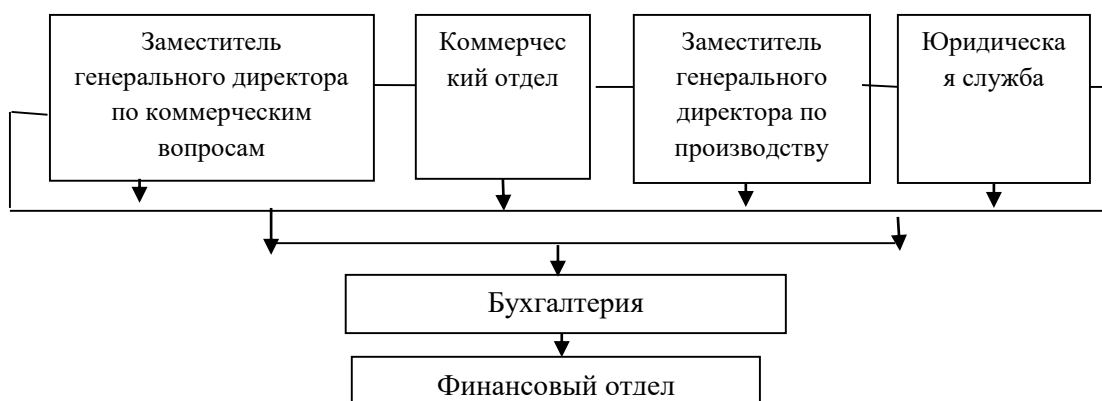 Заместитель
генерального директора
по коммерческим
вопросам
Коммерчес
кий отдел
Заместитель
генерального
директора по
производству
Юридическа
я служба
Бухгалтерия
Финансовый отдел